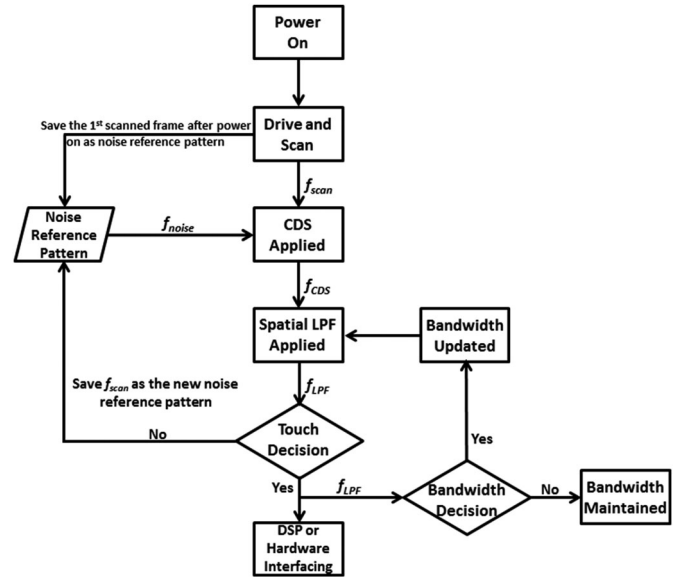 Power
On
Save the 1st scanned frame after power
on as noise reference pattern
Drive and
Scan
fscan
Noise
Reference
Pattern
fnoise
CDS
Applied
fCDS
Spatial LPF
Applied
Bandwidth
Updated
Save fscan as the new noise
reference pattern
fLPF
No
Touch
Decision
Yes
Yes
fLPF
Bandwidth
Decision
No
Bandwidth
Maintained
DSP or
Hardware
Interfacing